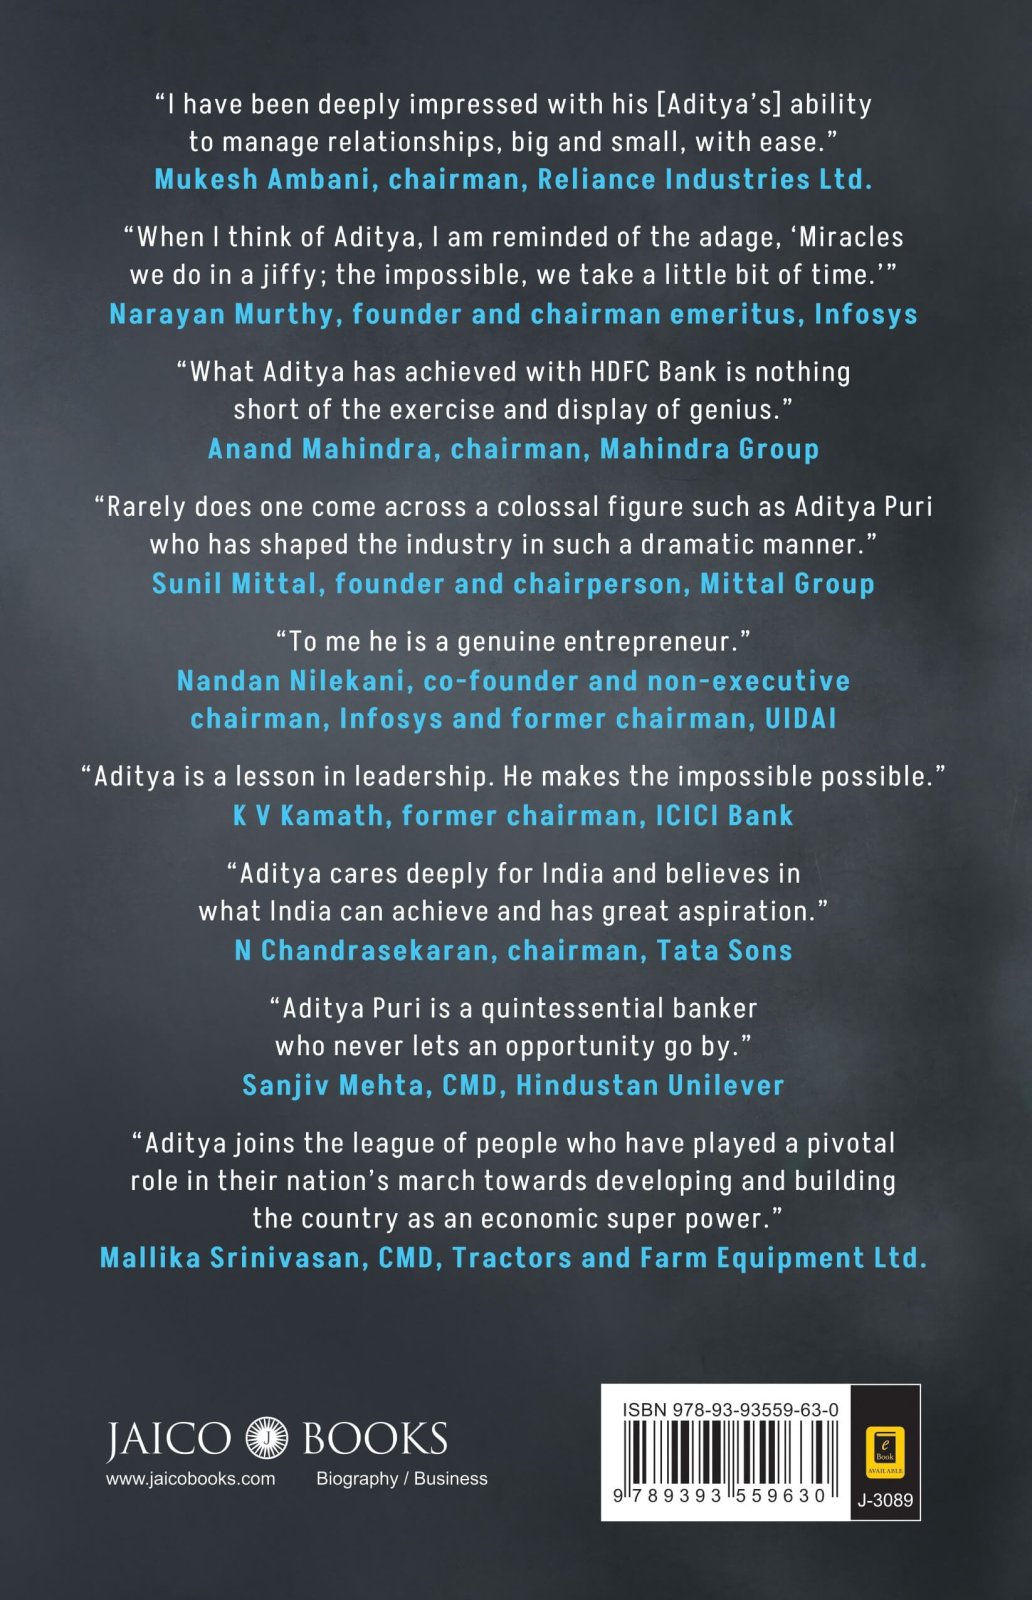 “I have been deeply impressed with his [Aditya’s] ability
to manage relationships, big and small, with ease.”
Mukesh Ambani, chairman, Reliance Industries Ltd.
“When I think of Aditya, I am reminded of the adage, ‘Miracles
we do in a jiffy; the impossible, we take a little bit of time.’”
Narayan Murthy, founder and chairman emeritus, Infosys
“What Aditya has achieved with HDFC Bank is nothing
short of the exercise and display of genius.”
Anand Mahindra, chairman, Mahindra Group
“Rarely does one come across a colossal figure such as Aditya Puri
who has shaped the industry in such a dramatic manner.”
Sunil Mittal, founder and chairperson, Mittal Group
“To me he is a genuine entrepreneur.”
Nandan Nilekani, co-founder and non-executive
chairman, Infosys and former chairman, UIDAI
“Aditya is a lesson in leadership. He makes the impossible possible.”
K V Kamath, former chairman, ICICI Bank
“Aditya cares deeply for India and believes in
what India can achieve and has great aspiration.”
N Chandrasekaran, chairman, Tata Sons
“Aditya Puri is a quintessential banker
who never lets an opportunity go by.”
Sanjiv Mehta, CMD, Hindustan Unilever
“Aditya joins the league of people who have played a pivotal
role in their nation’s march towards developing and building
the country as an economic super power.”
Mallika Srinivasan, CMD, Tractors and Farm Equipment Ltd.
JAICO J BOOKS
www.jaicobooks.com Biography / Business
ISBN 978-93-93559-63-0
9 789393 559630
e
Book
AVAILABLE
J-3089